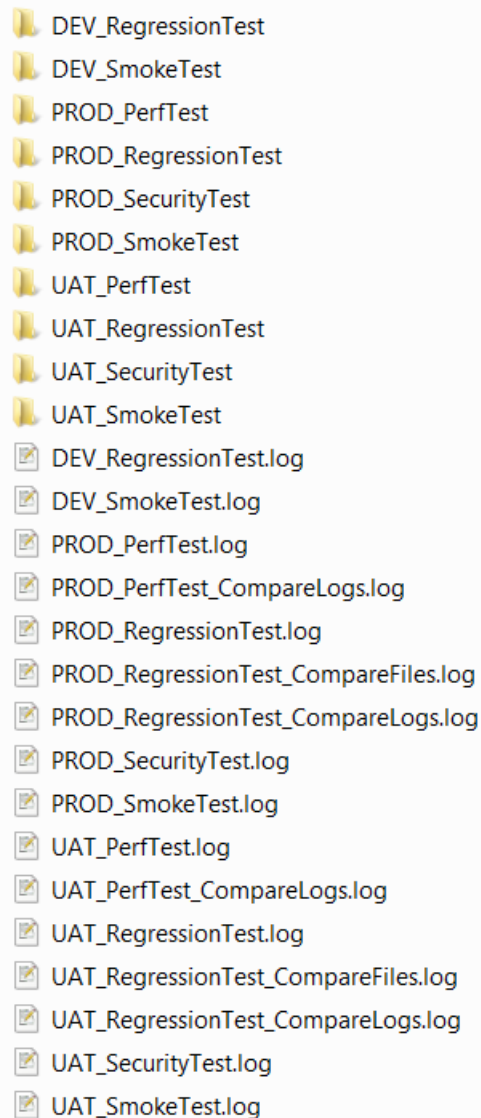 DEV_RegressionTest
DEV_SmokeTest
PROD_PerfTest
PROD_RegressionTest
PROD_SecurityTest
PROD_SmokeTest
UAT_PerfTest
UAT_RegressionTest
UAT_SecurityTest
UAT_SmokeTest
DEV_RegressionTest.log
DEV_SmokeTest.log
PROD_PerfTest.log
PROD_PerfTest_CompareLogs.log
PROD_RegressionTest.log
PROD_RegressionTest_CompareFiles.log
PROD_RegressionTest_CompareLogs.log
PROD_SecurityTest.log
PROD_SmokeTest.log
UAT_PerfTest.log
UAT_PerfTest_CompareLogs.log
UAT_RegressionTest.log
UAT_RegressionTest_CompareFiles.log
UAT_RegressionTest_CompareLogs.log
UAT_SecurityTest.log
UAT_SmokeTest.log